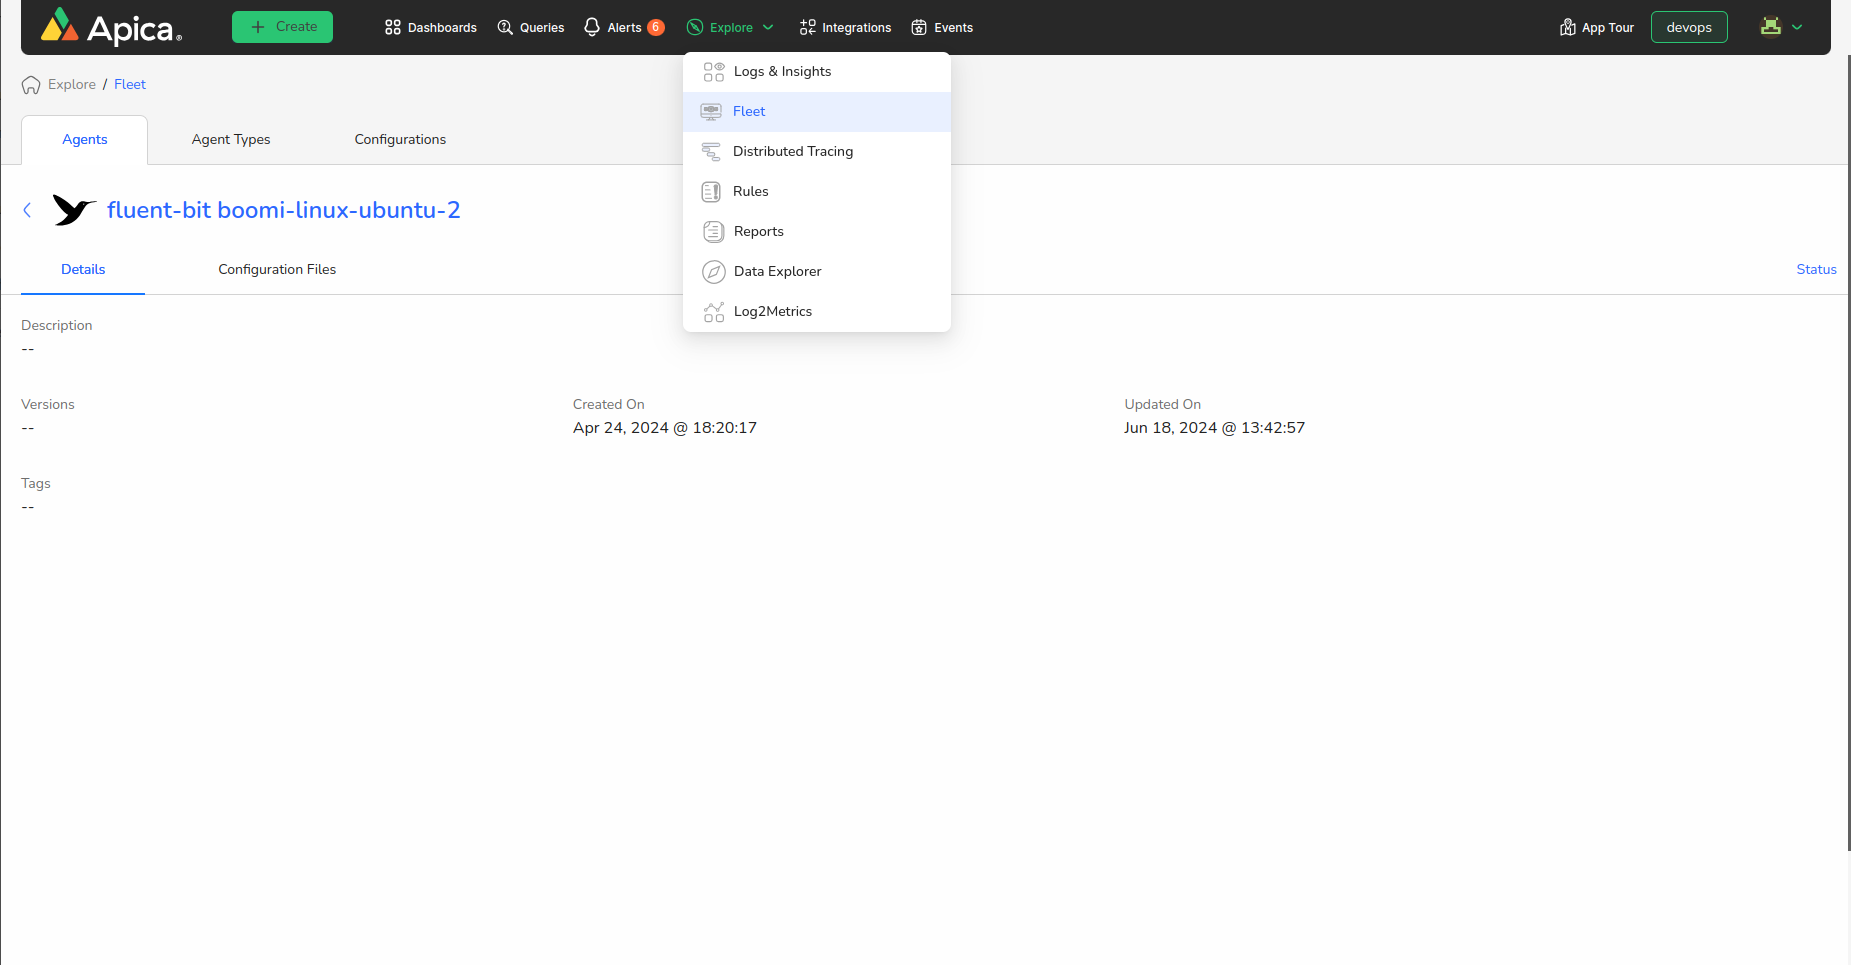 Apica
Create
Dashboards
Queries
Alerts 6
Explore
Integrations
Events
App Tour
devops
Explore / Fleet
Logs & Insights
Fleet
Distributed Tracing
Rules
Reports
Data Explorer
Log2Metrics
Agents
Agent Types
Configurations
fluent-bit boomi-linux-ubuntu-2
Details
Configuration Files
Status
Description
--
Versions
--
Created On
Apr 24, 2024 @ 18:20:17
Updated On
Jun 18, 2024 @ 13:42:57
Tags
--